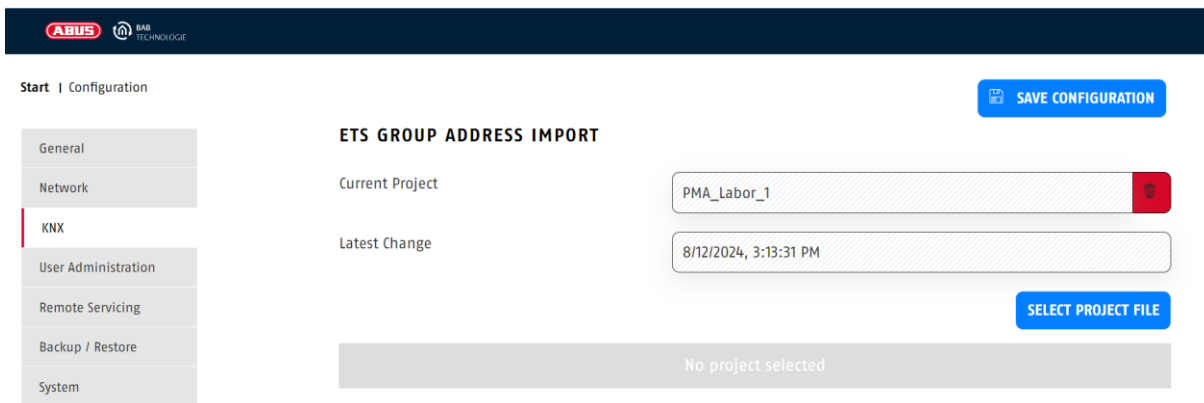 ABUS BAB
TECHNOLOGIE
Start | Configuration
SAVE CONFIGURATION
General
Network
KNX
User Administration
Remote Servicing
Backup / Restore
System
ETS GROUP ADDRESS IMPORT
Current Project
PMA_Labor_1
Latest Change
8/12/2024, 3:13:31 PM
SELECT PROJECT FILE
No project selected